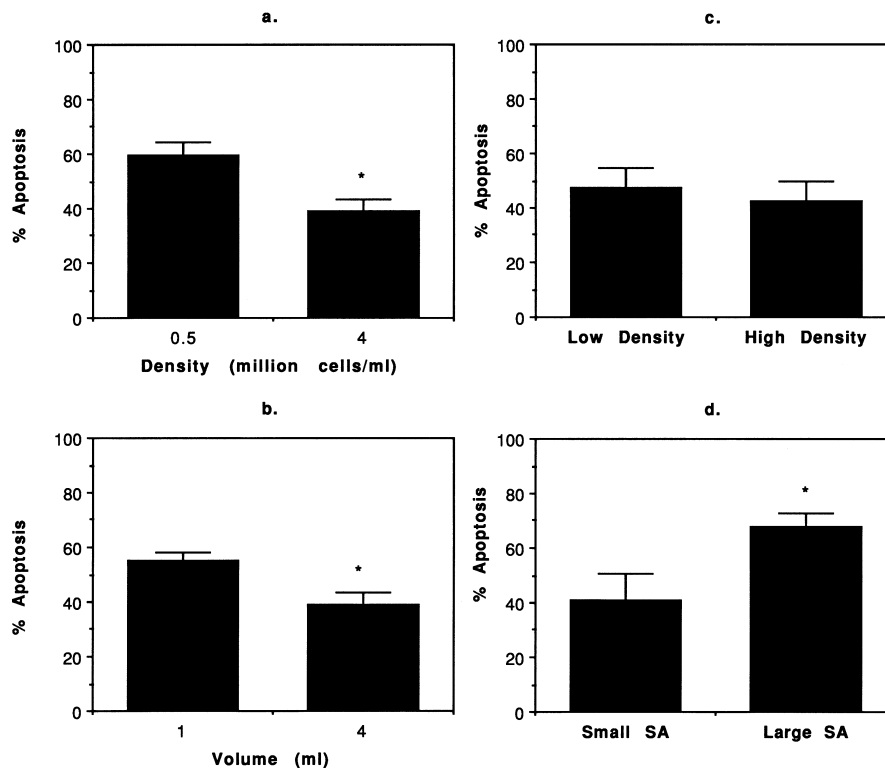 a.
% Apoptosis
100
80
60
40
20
0
0.5 4
Density (million cells/ml)
*
c.
% Apoptosis
100
80
60
40
20
0
Low Density High Density
b.
% Apoptosis
100
80
60
40
20
0
1 4
Volume (ml)
*
d.
% Apoptosis
100
80
60
40
20
0
Small SA Large SA
*